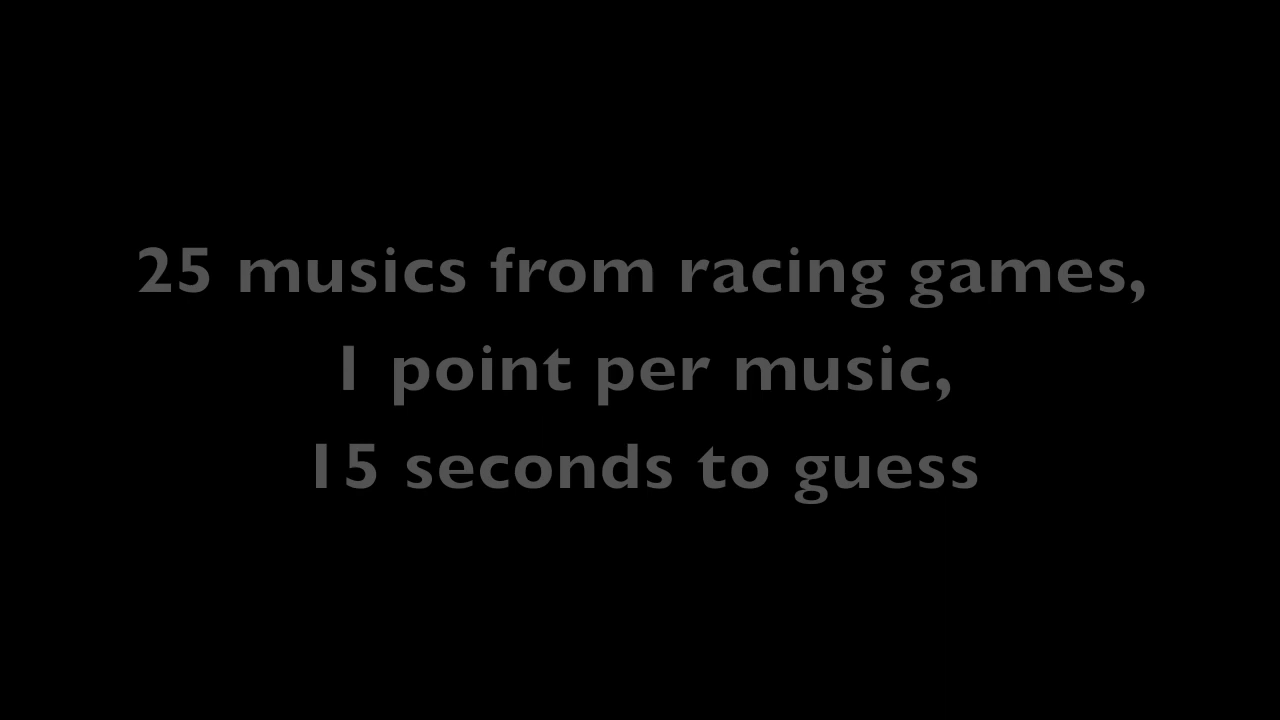 25 musics from racing games,
1 point per music,
15 seconds to guess